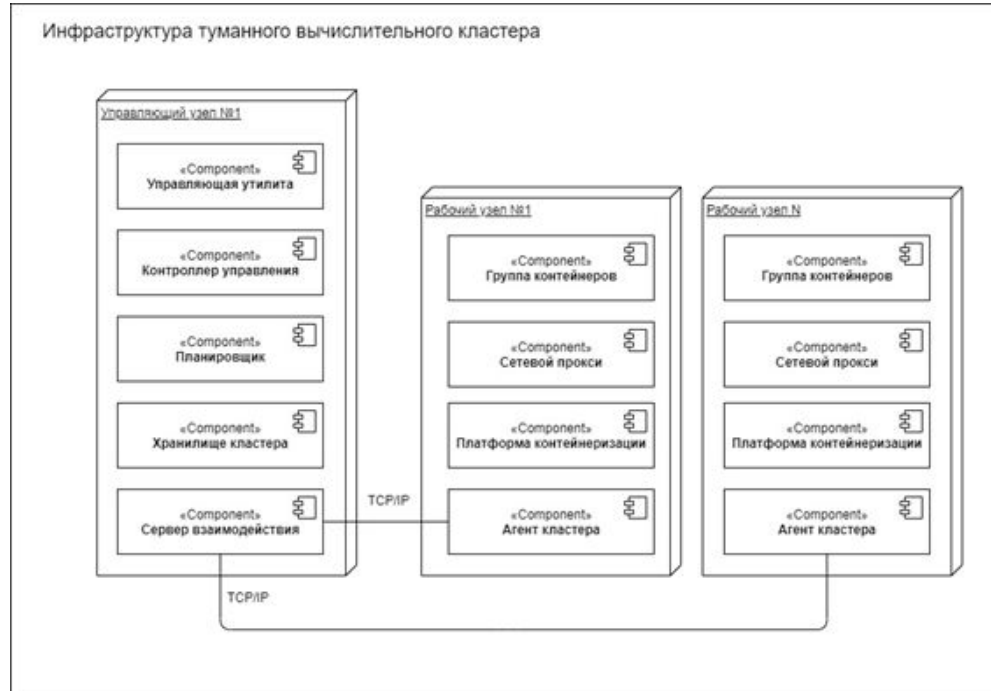 Инфраструктура туманного вычислительного кластера
Управляющий узел №1
«Component»
Управляющая утилита
«Component»
Контроллер управления
«Component»
Планировщик
«Component»
Хранилище кластера
«Component»
Сервер взаимодействия
TCP/IP
TCP/IP
Рабочий узел №1
«Component»
Группа контейнеров
«Component»
Сетевой прокси
«Component»
Платформа контейнеризации
«Component»
Агент кластера
Рабочий узел N
«Component»
Группа контейнеров
«Component»
Сетевой прокси
«Component»
Платформа контейнеризации
«Component»
Агент кластера